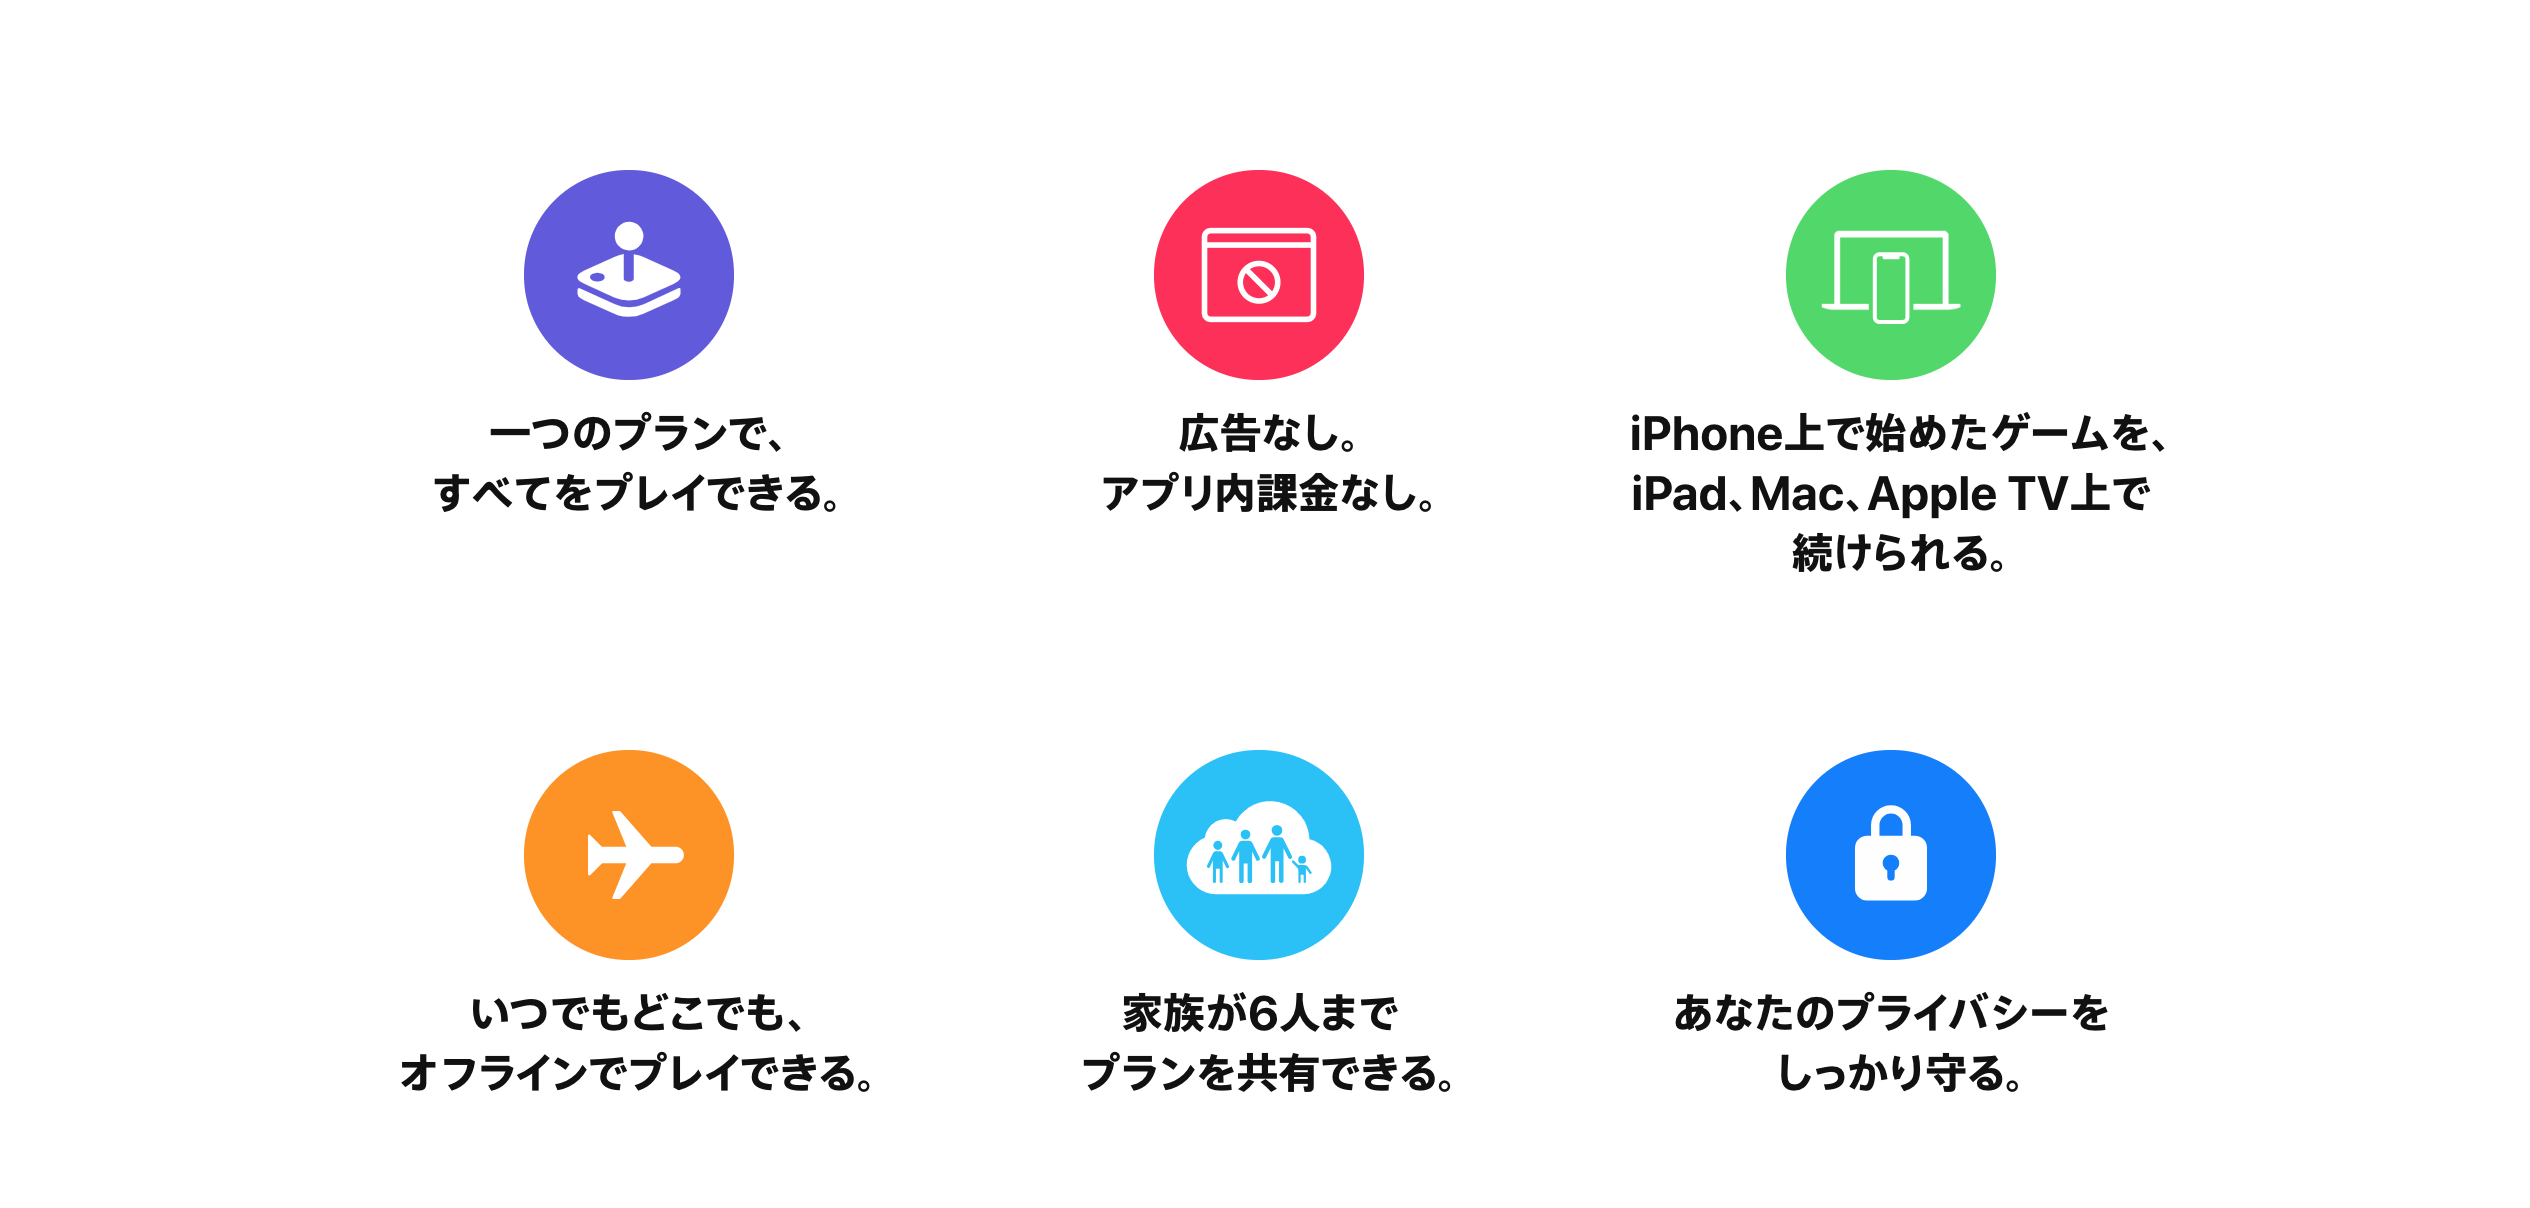 一つのプランで、
すべてをプレイできる。
広告なし。
アプリ内課金なし。
iPhone上で始めたゲームを、
iPad、Mac、Apple TV上で
続けられる。
いつでもどこでも、
オフラインでプレイできる。
家族が6人まで
プランを共有できる。
あなたのプライバシーを
しっかり守る。